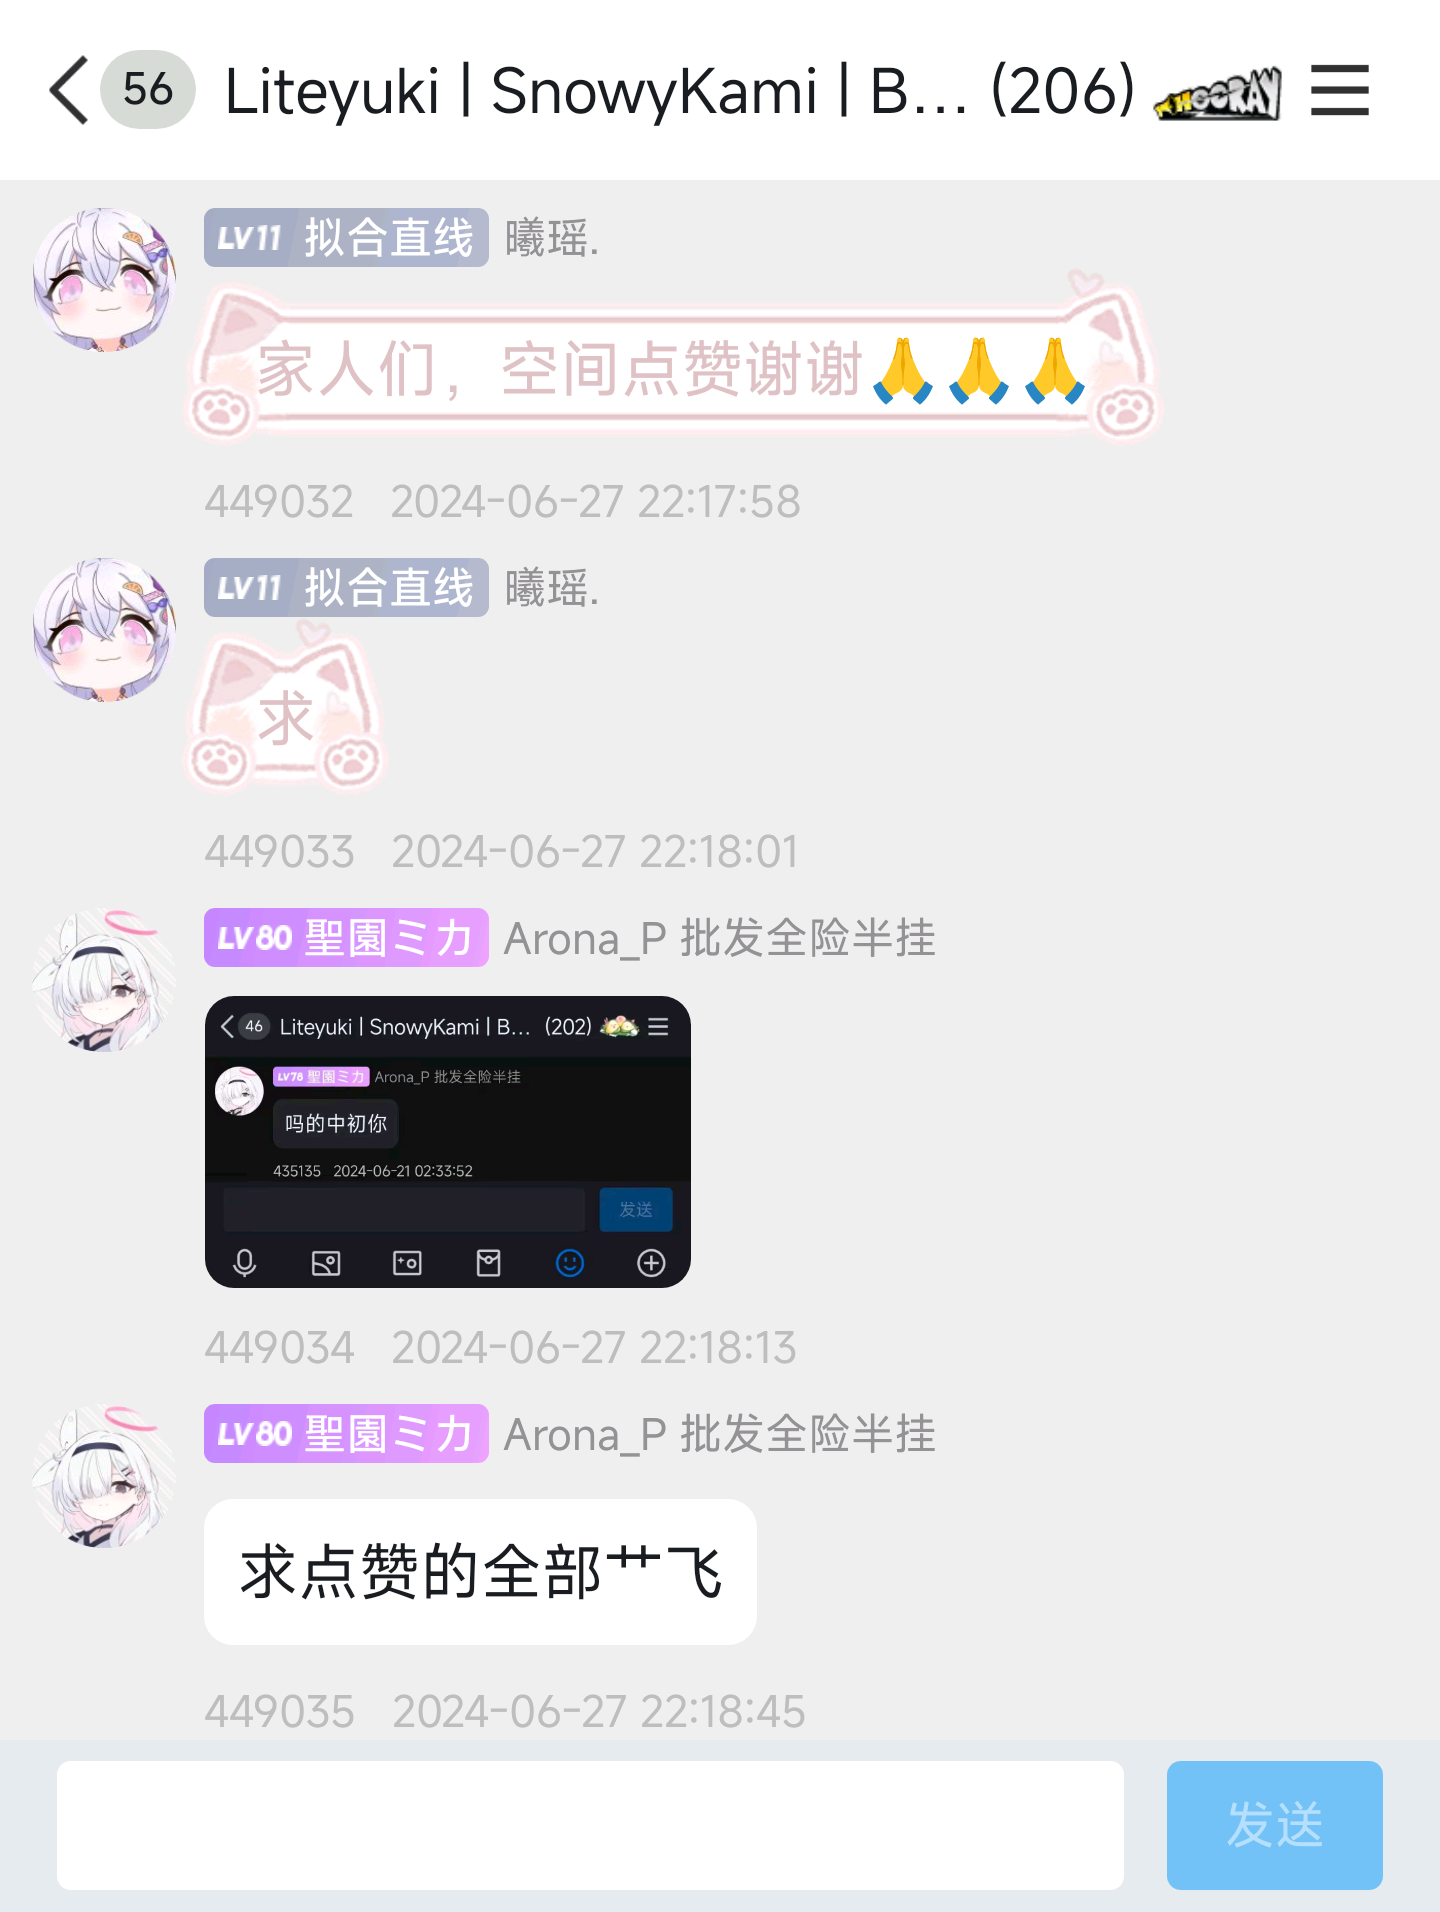 56 Liteyuki | SnowyKami | B... (206) WHOORAY
LV11 拟合直线 曦瑶.
家人们，空间点赞谢谢🙏🙏🙏
449032 2024-06-27 22:17:58
LV11 拟合直线 曦瑶.
求
449033 2024-06-27 22:18:01
LV80 聖園ミカ Arona_P 批发全险半挂
46 Liteyuki | SnowyKami | B... (202)
LV78 聖園ミカ Arona_P 批发全险半挂
吗的中初你
435135 2024-06-21 02:33:52
发送
449034 2024-06-27 22:18:13
LV80 聖園ミカ Arona_P 批发全险半挂
求点赞的全部艹飞
449035 2024-06-27 22:18:45
发送